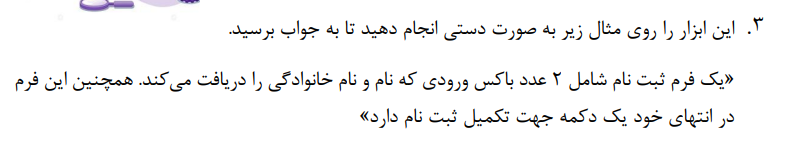 ۳. این ابزار را روی مثال زیر به صورت دستی انجام دهید تا به جواب برسید.
«یک فرم ثبت نام شامل ۲ عدد باکس ورودی که نام و نام خانوادگی را دریافت می‌کند. همچنین این فرم
در انتهای خود یک دکمه جهت تکمیل ثبت نام دارد»